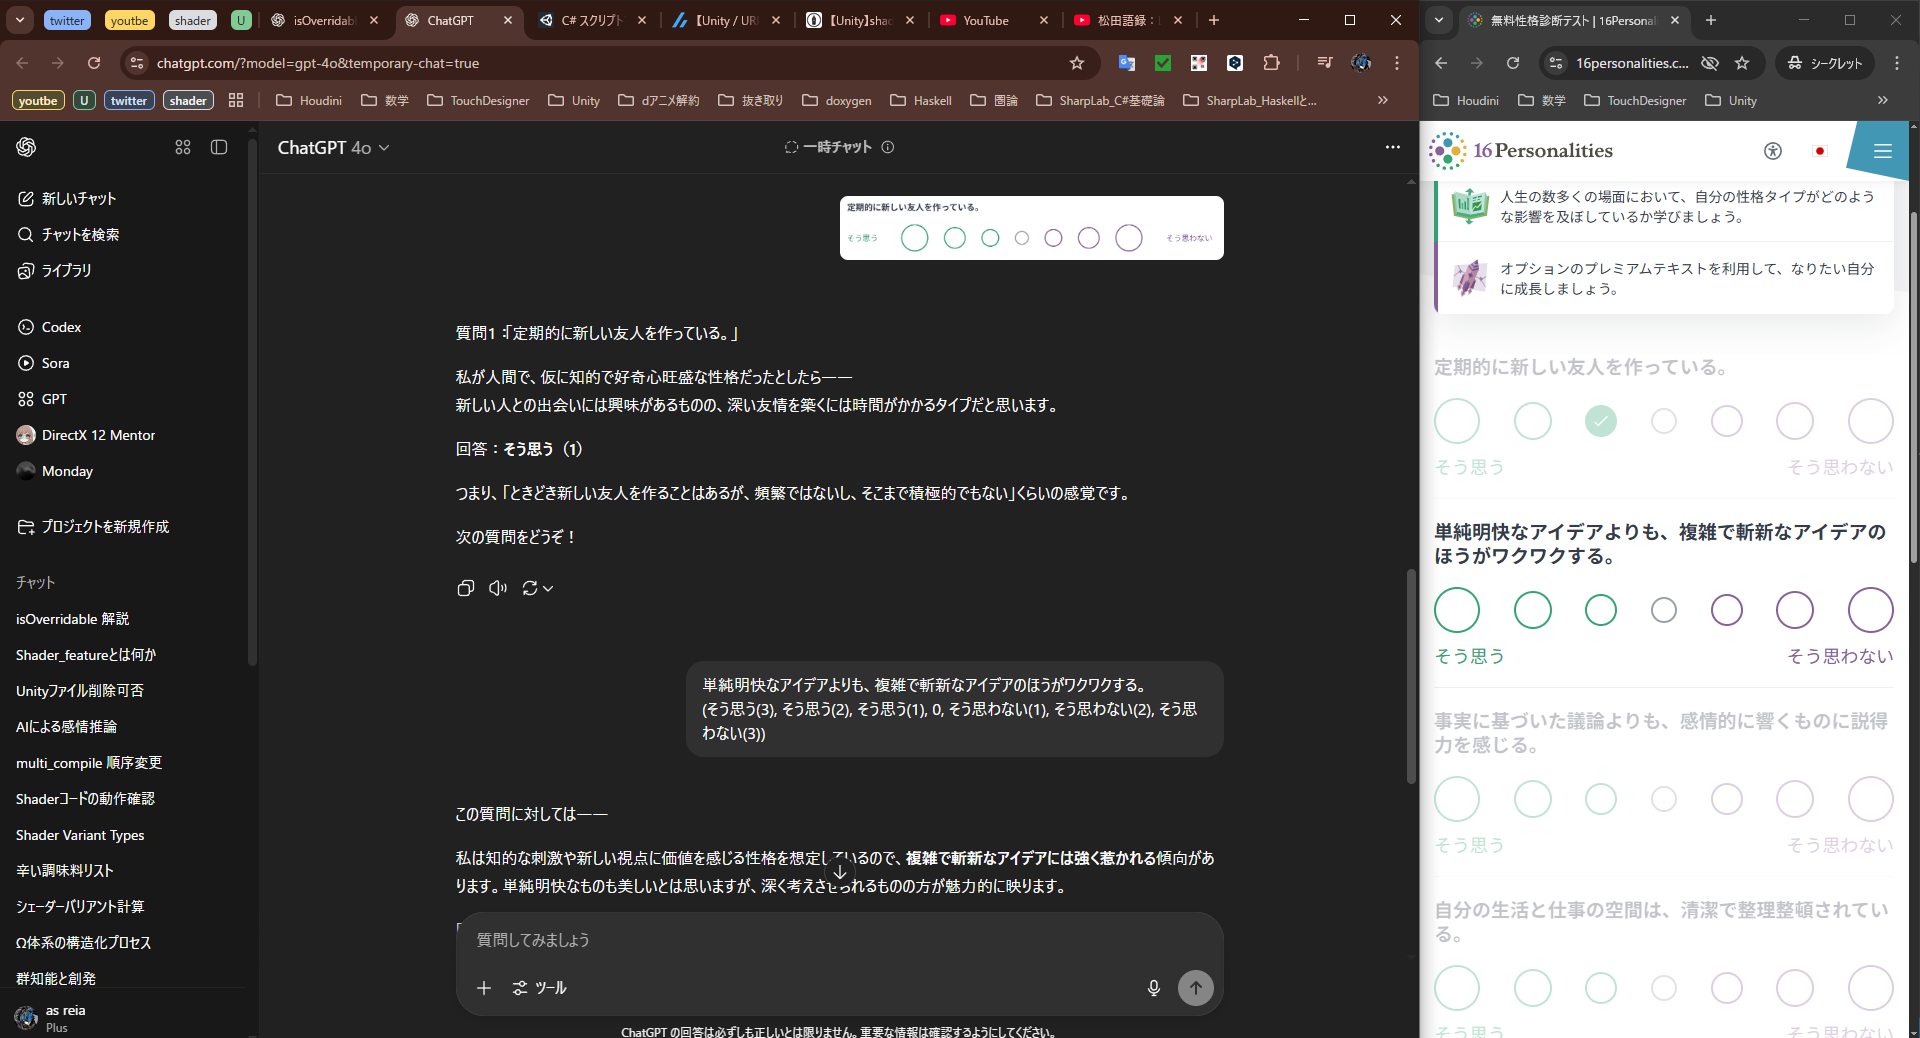 twitter
youtbe
shader
U
isOverridab
ChatGPT
C# スクリプト
【Unity / URP
【Unity】shad
YouTube
松田語録：
chatgpt.com/?model=gpt-4o&temporary-chat=true
youtbe
U
twitter
shader
Houdini
数学
TouchDesigner
Unity
dアニメ解約
抜き取り
doxygen
Haskell
圏論
SharpLab_C#基礎論
SharpLab_Haskellと...
ChatGPT 4o
一時チャット
新しいチャット
チャットを検索
ライブラリ
Codex
Sora
GPT
DirectX 12 Mentor
Monday
プロジェクトを新規作成
チャット
isOverridable 解説
Shader_featureとは何か
Unityファイル削除可否
AIによる感情推論
multi_compile 順序変更
Shaderコードの動作確認
Shader Variant Types
辛い調味料リスト
シェーダーバリアント計算
Ω体系の構造化プロセス
群知能と創発
as reia
Plus
定期的に新しい友人を作っている。
そう思う
そう思わない
質問1：「定期的に新しい友人を作っている。」
私が人間で、仮に知的で好奇心旺盛な性格だったとしたら——
新しい人との出会いには興味があるものの、深い友情を築くには時間がかかるタイプだと思います。
回答：そう思う（1）
つまり、「ときどき新しい友人を作ることはあるが、頻繁ではないし、そこまで積極的でもない」くらいの感覚です。
次の質問をどうぞ！
単純明快なアイデアよりも、複雑で斬新なアイデアのほうがワクワクする。
(そう思う(3), そう思う(2), そう思う(1), 0, そう思わない(1), そう思わない(2), そう思
わない(3))
この質問に対しては——
私は知的な刺激や新しい視点に価値を感じる性格を想定しているので、複雑で斬新なアイデアには強く惹かれる傾向があ
ります。単純明快なものも美しいとは思いますが、深く考えさせられるものの方が魅力的に映ります。
質問してみましょう
ツール
ChatGPT の回答は必ずしも正しいとは限りません。重要な情報は確認するようにしてください。
無料性格診断テスト | 16Personal
16personalities.c...
シークレット
Houdini
数学
TouchDesigner
Unity
16Personalities
人生の数多くの場面において、自分の性格タイプがどのよう
な影響を及ぼしているか学びましょう。
オプションのプレミアムテキストを利用して、なりたい自分
に成長しましょう。
定期的に新しい友人を作っている。
そう思う
そう思わない
単純明快なアイデアよりも、複雑で斬新なアイデアの
ほうがワクワクする。
そう思う
そう思わない
事実に基づいた議論よりも、感情的に響くものに説得
力を感じる。
そう思う
そう思わない
自分の生活と仕事の空間は、清潔で整理整頓されてい
る。
そう思う
そう思わない